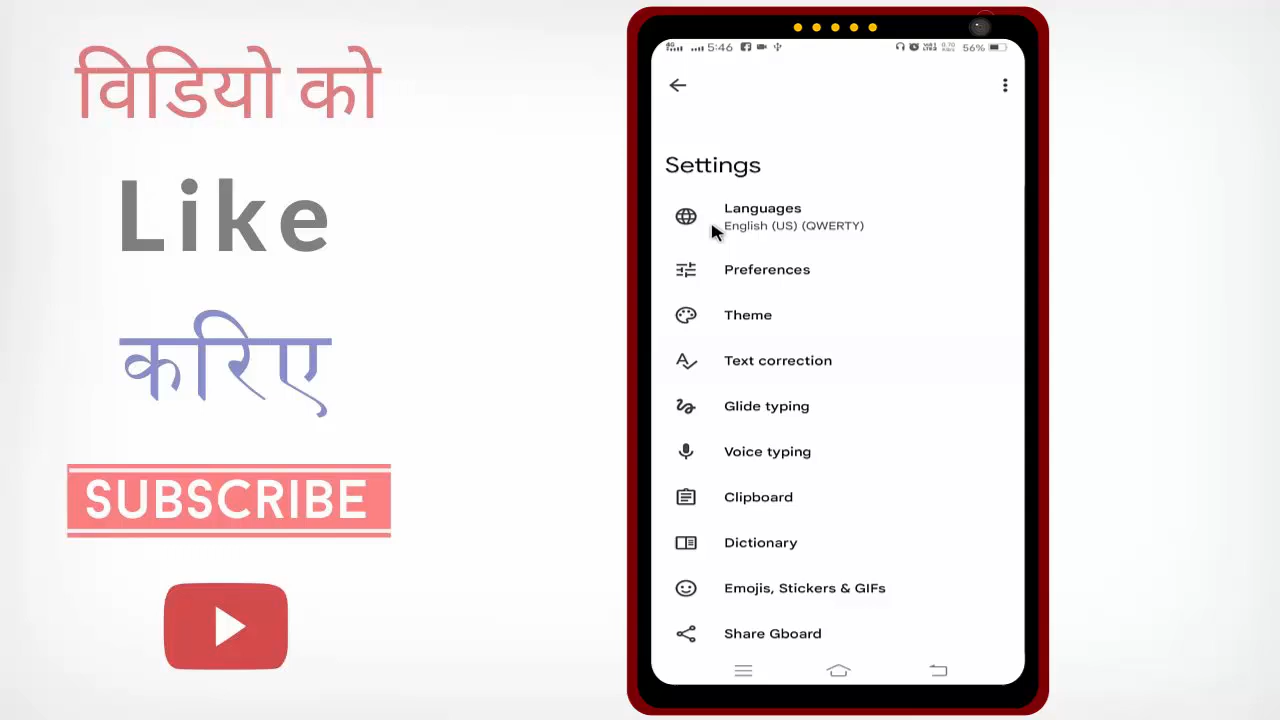 विडियो को
Like
करिए
SUBSCRIBE
5:46
56%
Settings
Languages
English (US) (QWERTY)
Preferences
Theme
Text correction
Glide typing
Voice typing
Clipboard
Dictionary
Emojis, Stickers & GIFs
Share Gboard